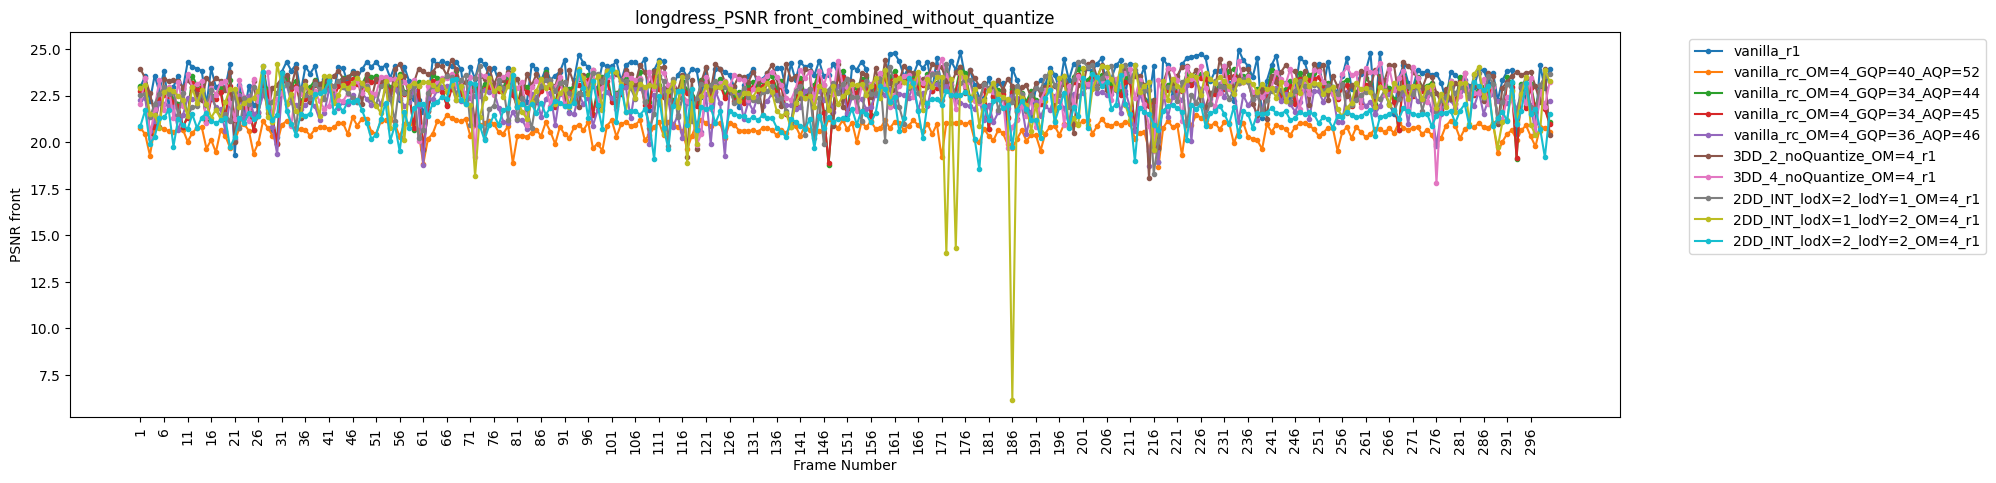 longdress_PSNR front_combined_without_quantize
PSNR front
25.0
22.5
20.0
17.5
15.0
12.5
10.0
7.5
1 6 11 16 21 26 31 36 41 46 51 56 61 66 71 76 81 86 91 96 101 106 111 116 121 126 131 136 141 146 151 156 161 166 171 176 181 186 191 196 201 206 211 216 221 226 231 236 241 246 251 256 261 266 271 276 281 286 291 296
Frame Number
vanilla_r1
vanilla_rc_OM=4_GQP=40_AQP=52
vanilla_rc_OM=4_GQP=34_AQP=44
vanilla_rc_OM=4_GQP=34_AQP=45
vanilla_rc_OM=4_GQP=36_AQP=46
3DD_2_noQuantize_OM=4_r1
3DD_4_noQuantize_OM=4_r1
2DD_INT_lodX=2_lodY=1_OM=4_r1
2DD_INT_lodX=1_lodY=2_OM=4_r1
2DD_INT_lodX=2_lodY=2_OM=4_r1